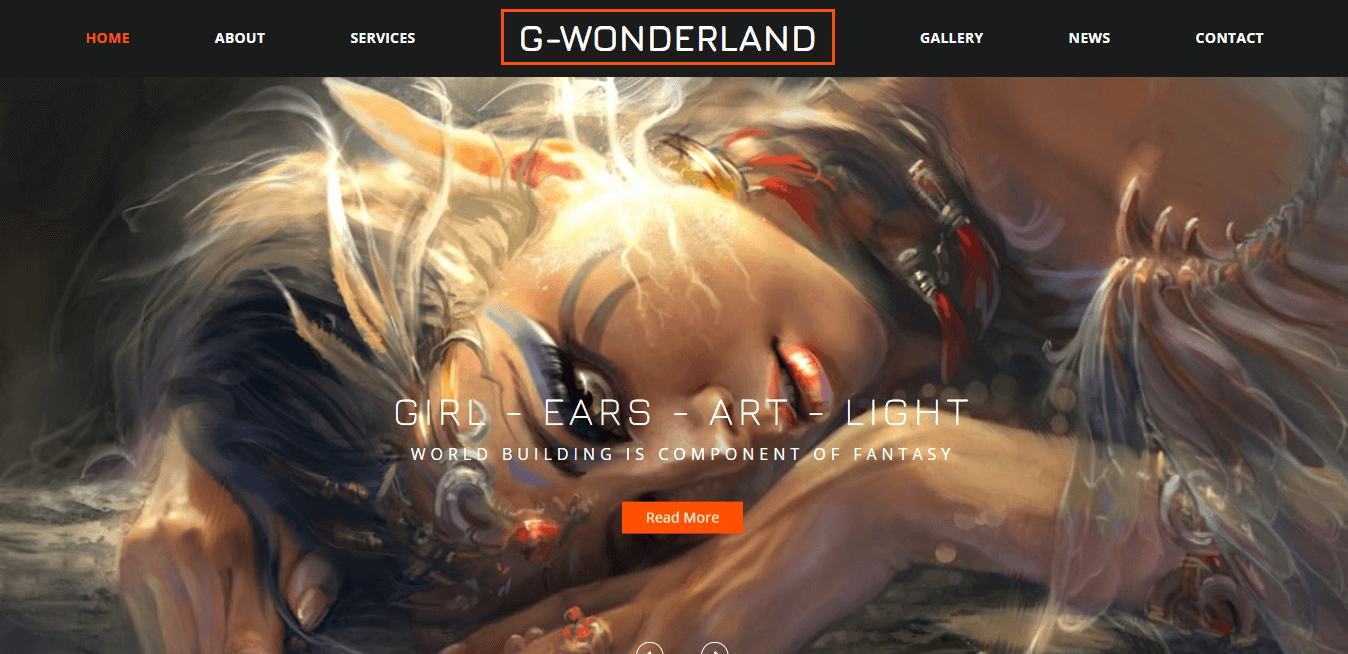 HOME ABOUT SERVICES G-WONDERLAND GALLERY NEWS CONTACT
GIRL - EARS - ART - LIGHT
WORLD BUILDING IS COMPONENT OF FANTASY
Read More